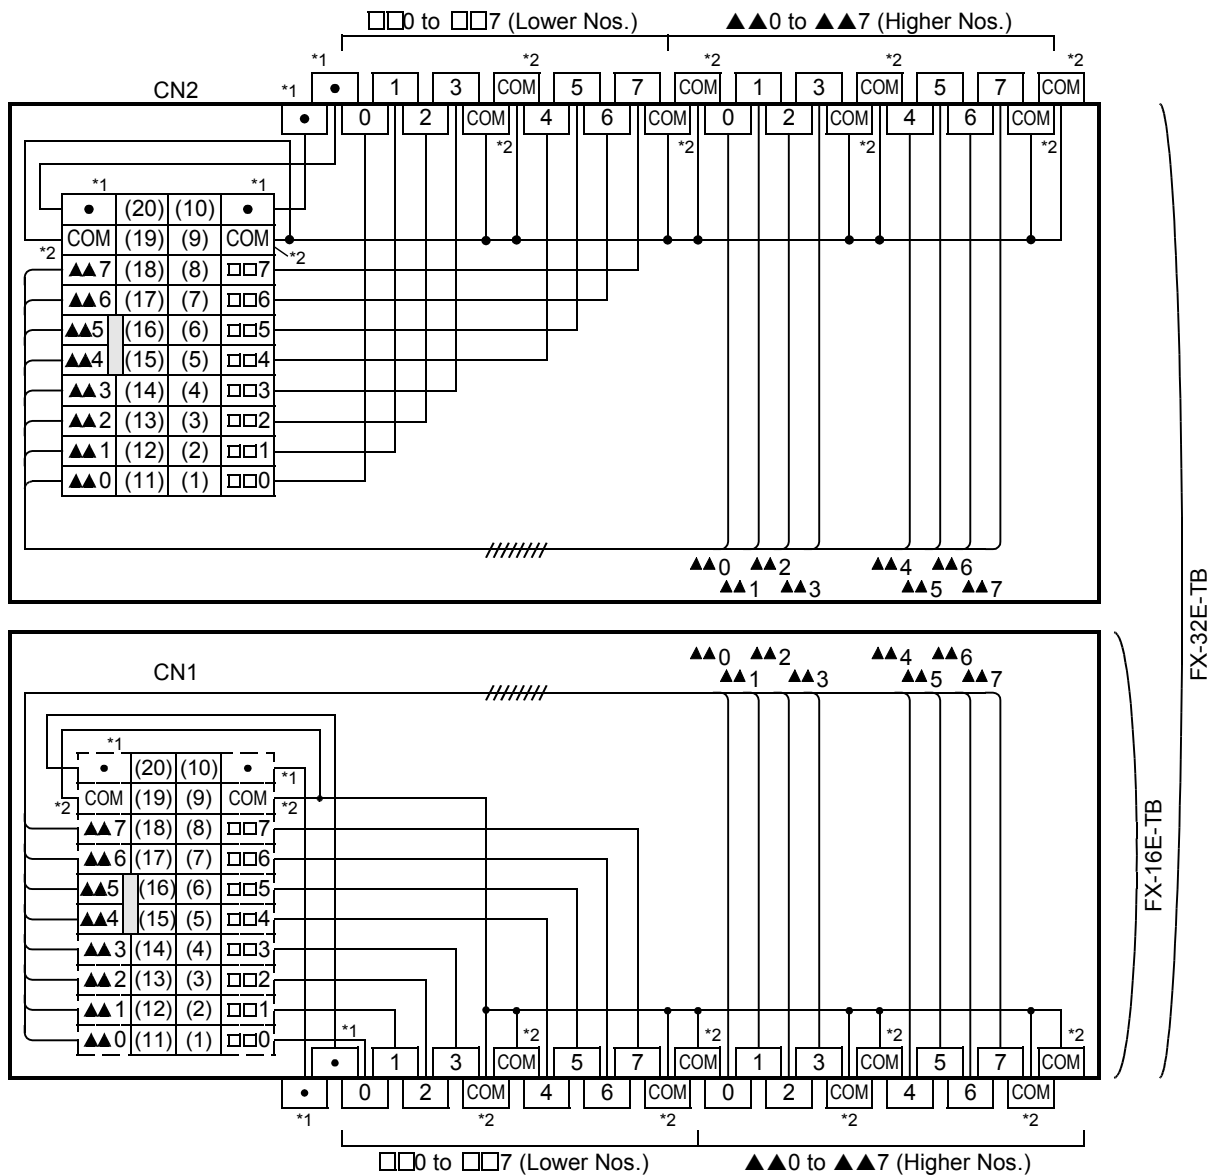 □□0 to □□7 (Lower Nos.) ▲▲0 to ▲▲7 (Higher Nos.)
*1 *2 *2 *2 *2
CN2 *1 • 1 3 COM 5 7 COM 1 3 COM 5 7 COM
• 0 2 COM 4 6 COM 0 2 COM 4 6 COM
*2 *2 *2 *2
*1 *1
• (20) (10) •
COM (19) (9) COM
*2 *2
▲▲7 (18) (8) □□7
▲▲6 (17) (7) □□6
▲▲5 (16) (6) □□5
▲▲4 (15) (5) □□4
▲▲3 (14) (4) □□3
▲▲2 (13) (3) □□2
▲▲1 (12) (2) □□1
▲▲0 (11) (1) □□0
▲▲0 ▲▲2 ▲▲4 ▲▲6
▲▲1 ▲▲3 ▲▲5 ▲▲7
FX-32E-TB
▲▲0 ▲▲2 ▲▲4 ▲▲6
CN1 ▲▲1 ▲▲3 ▲▲5 ▲▲7
*1
• (20) (10) • *1
*2 COM (19) (9) COM *2
▲▲7 (18) (8) □□7
▲▲6 (17) (7) □□6
▲▲5 (16) (6) □□5
▲▲4 (15) (5) □□4
▲▲3 (14) (4) □□3
▲▲2 (13) (3) □□2
▲▲1 (12) (2) □□1
▲▲0 (11) (1) □□0
FX-16E-TB
*1 *2 *2 *2 *2
• 1 3 COM 5 7 COM 1 3 COM 5 7 COM
• 0 2 COM 4 6 COM 0 2 COM 4 6 COM
*1 *2 *2 *2 *2
□□0 to □□7 (Lower Nos.) ▲▲0 to ▲▲7 (Higher Nos.)